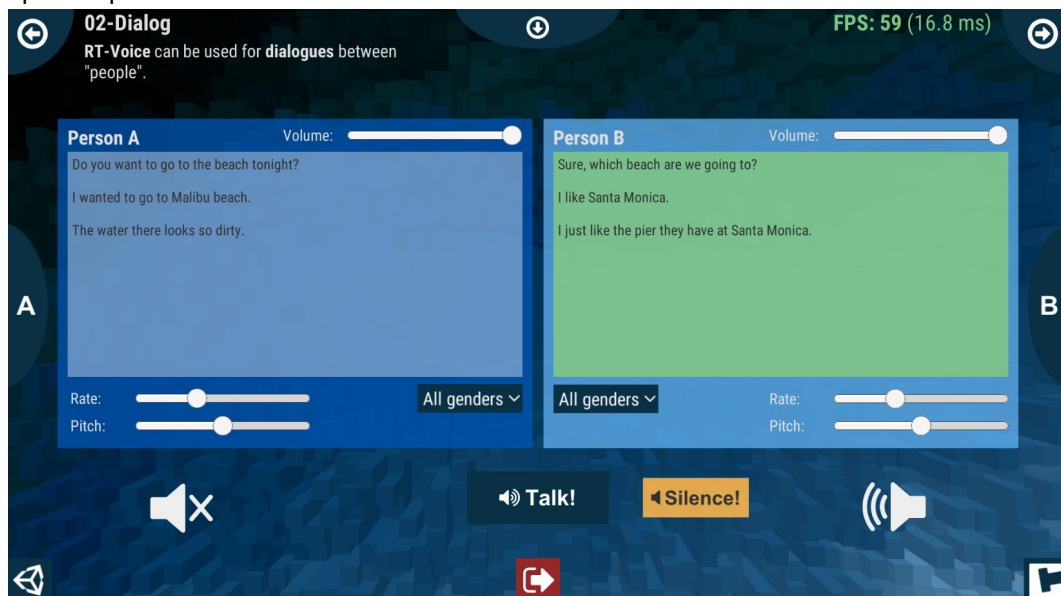 02-Dialog
FPS: 59 (16.8 ms)
RT-Voice can be used for dialogues between
"people".
Person A
Volume:
Do you want to go to the beach tonight?
I wanted to go to Malibu beach.
The water there looks so dirty.
Rate:
All genders
Pitch:
Person B
Volume:
Sure, which beach are we going to?
I like Santa Monica.
I just like the pier they have at Santa Monica.
All genders
Rate:
Pitch:
A
B
Talk!
Silence!